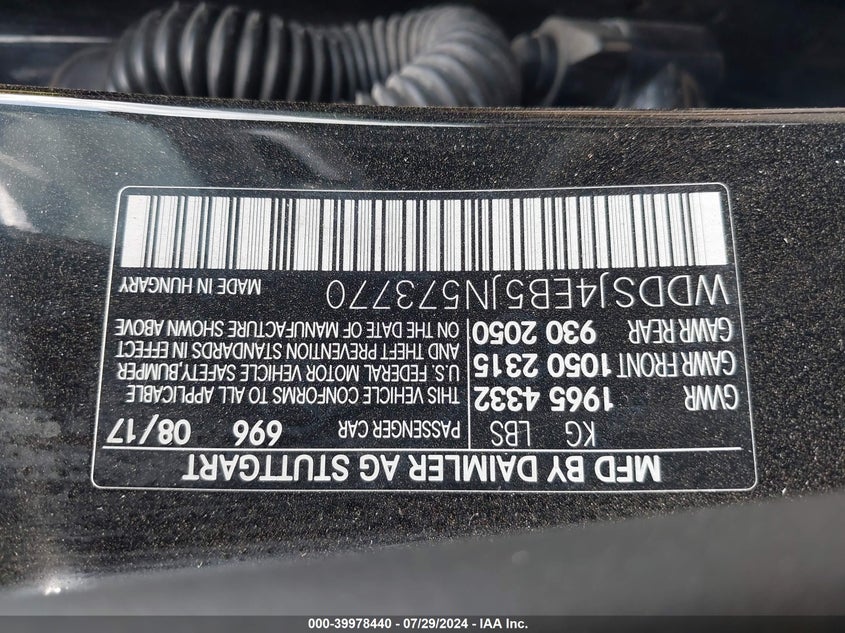 MFD BY DAIMLER AG STUTTGART
KG LBS PASSENGER CAR 696 08/17
GVWR 1965 4332
GAWR FRONT 1050 2315
GAWR REAR 930 2050
THIS VEHICLE CONFORMS TO ALL APPLICABLE
U.S. FEDERAL MOTOR VEHICLE SAFETY,BUMPER
AND THEFT PREVENTION STANDARDS IN EFFECT
ON THE DATE OF MANUFACTURE SHOWN ABOVE
WDDSJ4EB5JN573770 MADE IN HUNGARY
000-39978440 - 07/29/2024 - IAA Inc.